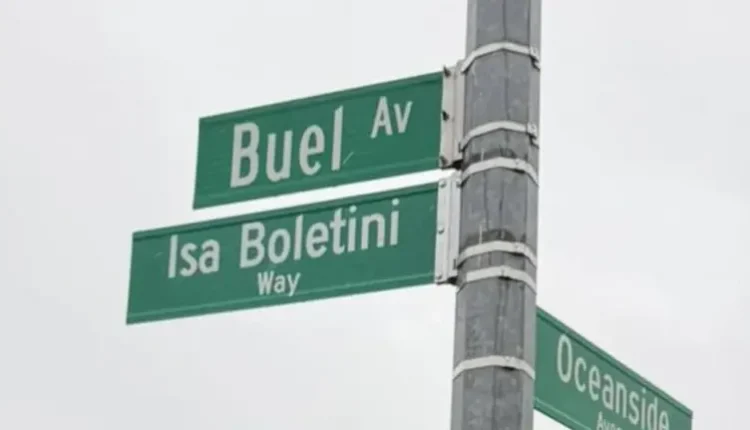 Buel Av
Isa Boletini
Way
Oceanside